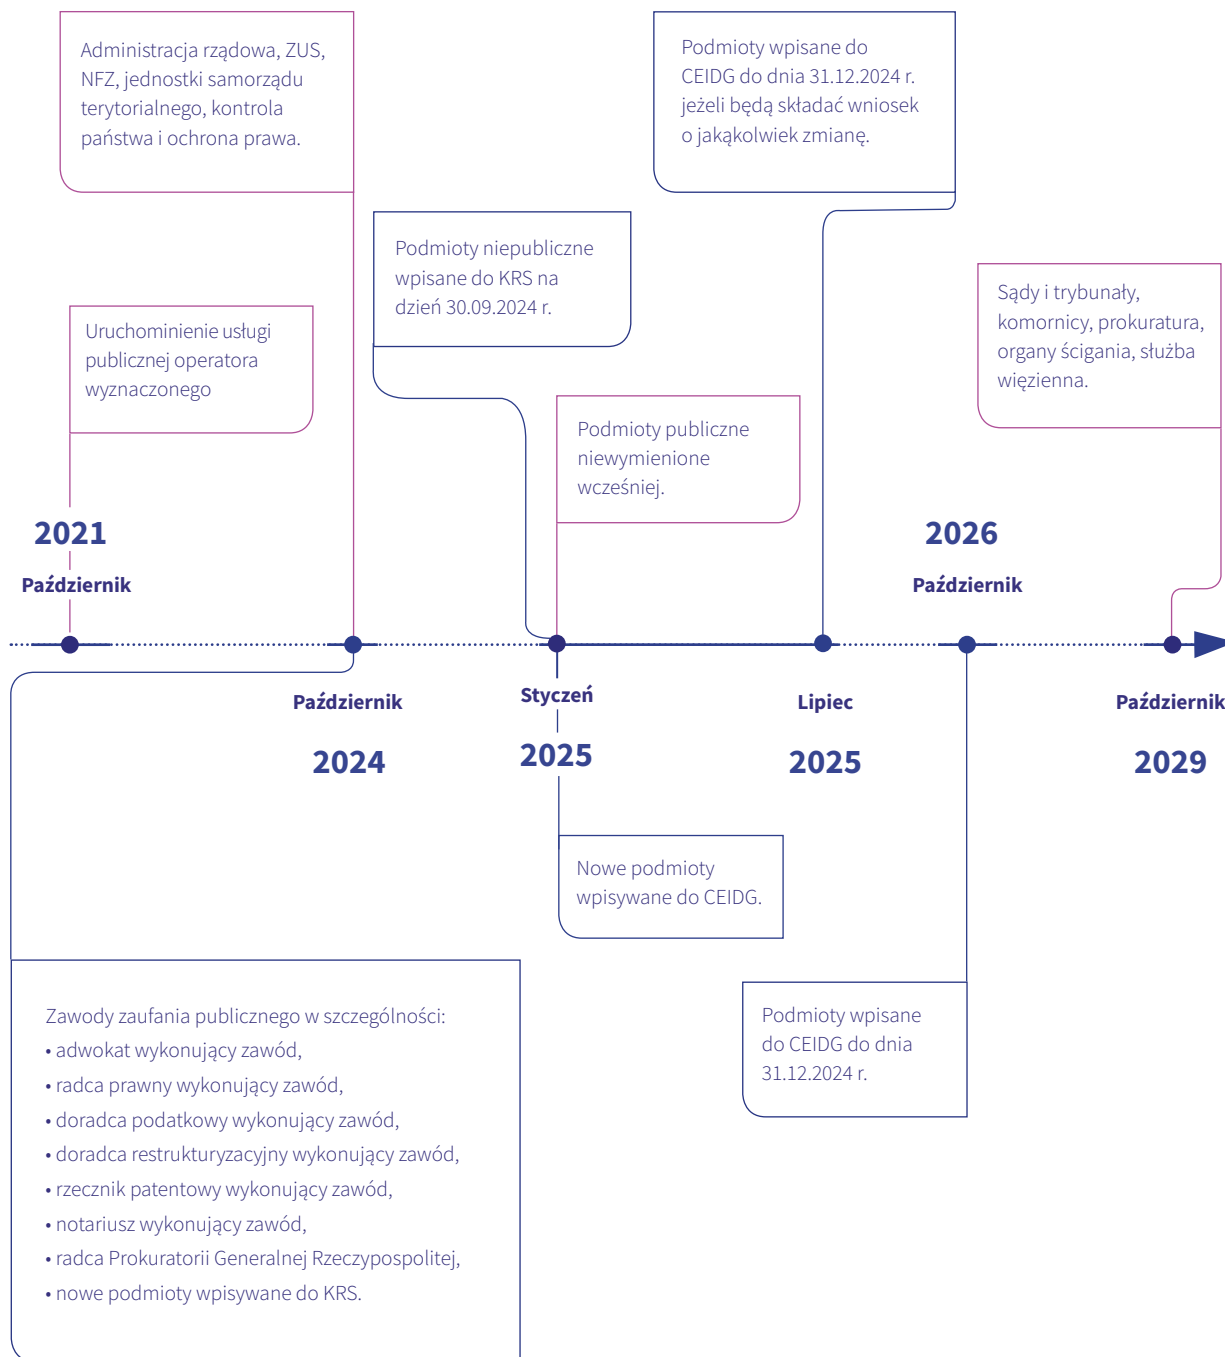 Administracja rządowa, ZUS,
NFZ, jednostki samorządu
terytorialnego, kontrola
państwa i ochrona prawa.
Podmioty wpisane do
CEIDG do dnia 31.12.2024 r.
jeżeli będą składać wniosek
o jakąkolwiek zmianę.
Podmioty niepubliczne
wpisane do KRS na
dzień 30.09.2024 r.
Sądy i trybunały,
komornicy, prokuratura,
organy ścigania, służba
więzienna.
Uruchominienie usługi
publicznej operatora
wyznaczonego
Podmioty publiczne
niewymienione
wcześniej.
2021
Październik
2026
Październik
Październik
2024
Styczeń
2025
Lipiec
2025
Październik
2029
Nowe podmioty
wpisywane do CEIDG.
Zawody zaufania publicznego w szczególności:
• adwokat wykonujący zawód,
• radca prawny wykonujący zawód,
• doradca podatkowy wykonujący zawód,
• doradca restrukturyzacyjny wykonujący zawód,
• rzecznik patentowy wykonujący zawód,
• notariusz wykonujący zawód,
• radca Prokuratorii Generalnej Rzeczypospolitej,
• nowe podmioty wpisywane do KRS.
Podmioty wpisane
do CEIDG do dnia
31.12.2024 r.